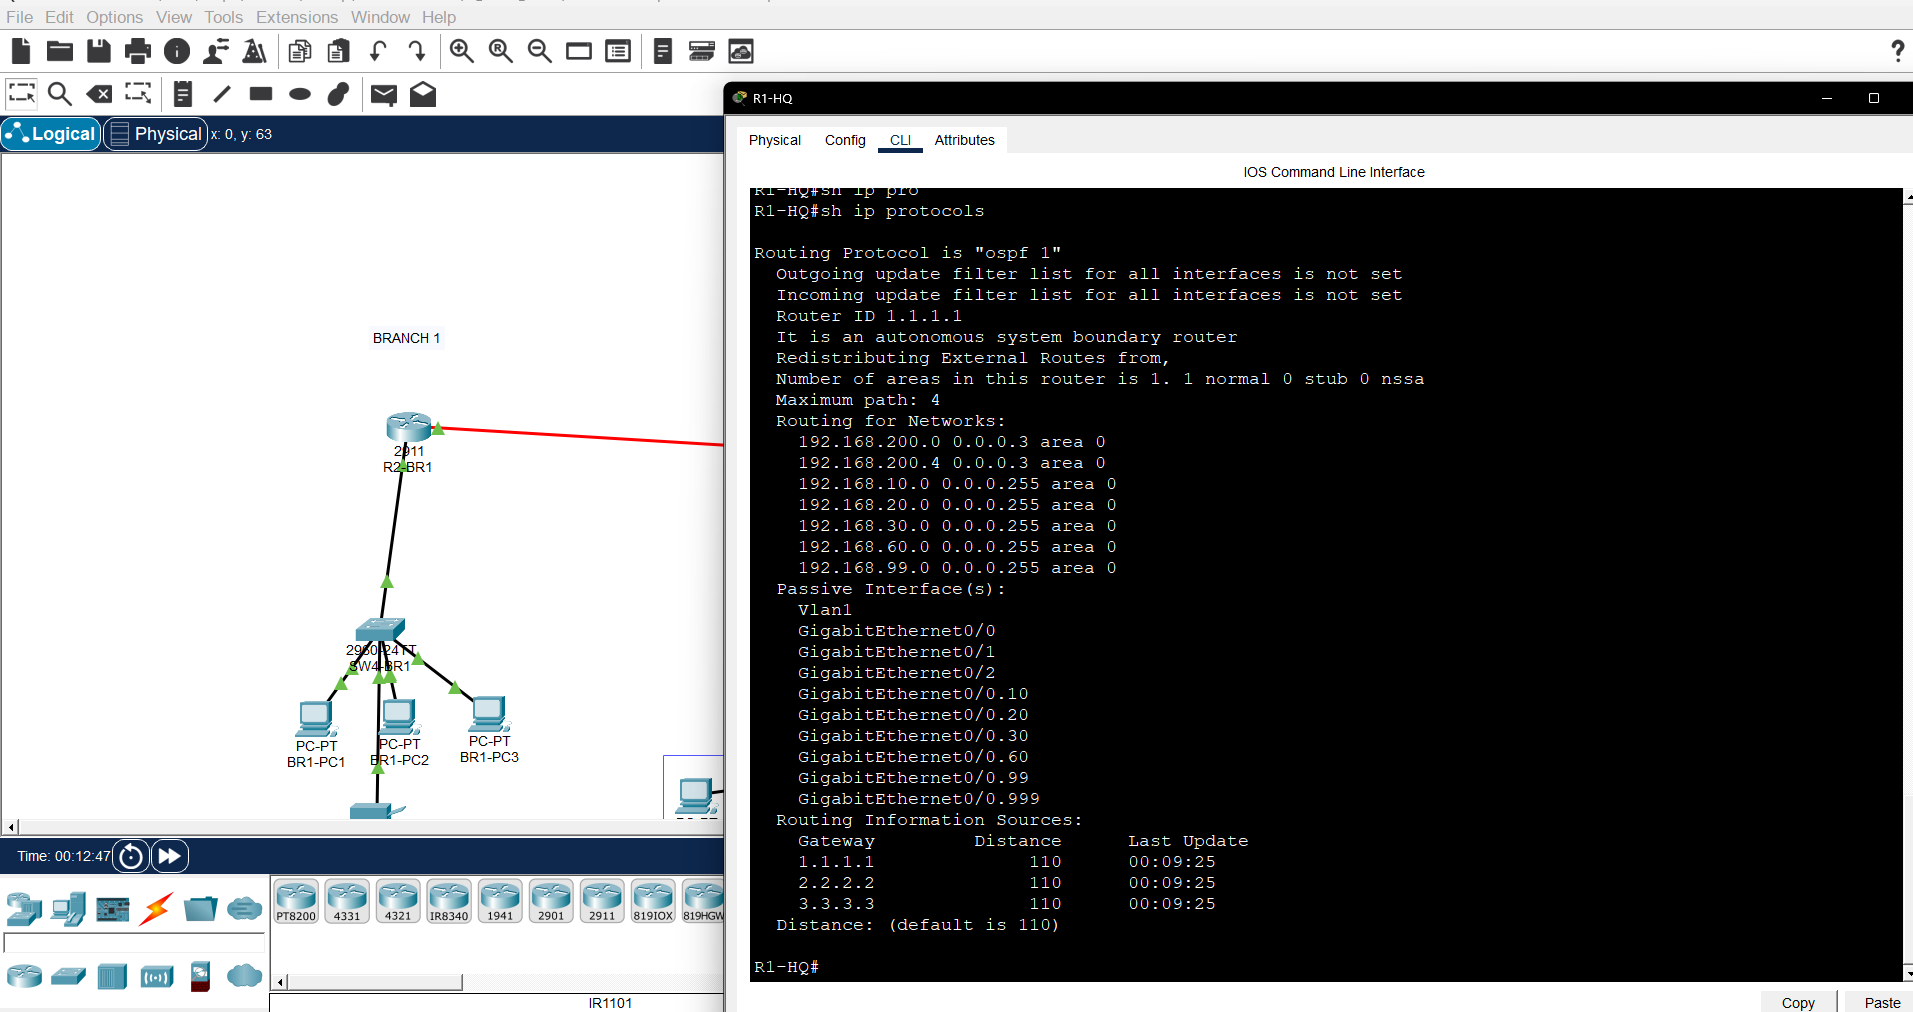 File Edit Options View Tools Extensions Window Help
?
Logical Physical x: 0, y: 63
R1-HQ
Physical Config CLI Attributes
IOS Command Line Interface
R1-HQ#sh ip pro
R1-HQ#sh ip protocols
Routing Protocol is "ospf 1"
Outgoing update filter list for all interfaces is not set
Incoming update filter list for all interfaces is not set
Router ID 1.1.1.1
It is an autonomous system boundary router
Redistributing External Routes from,
Number of areas in this router is 1. 1 normal 0 stub 0 nssa
Maximum path: 4
Routing for Networks:
192.168.200.0 0.0.0.3 area 0
192.168.200.4 0.0.0.3 area 0
192.168.10.0 0.0.0.255 area 0
192.168.20.0 0.0.0.255 area 0
192.168.30.0 0.0.0.255 area 0
192.168.60.0 0.0.0.255 area 0
192.168.99.0 0.0.0.255 area 0
Passive Interface(s):
Vlan1
GigabitEthernet0/0
GigabitEthernet0/1
GigabitEthernet0/2
GigabitEthernet0/0.10
GigabitEthernet0/0.20
GigabitEthernet0/0.30
GigabitEthernet0/0.60
GigabitEthernet0/0.99
GigabitEthernet0/0.999
Routing Information Sources:
Gateway Distance Last Update
1.1.1.1 110 00:09:25
2.2.2.2 110 00:09:25
3.3.3.3 110 00:09:25
Distance: (default is 110)
R1-HQ#
Copy Paste
BRANCH 1
2911
R2-BR1
2960-24TT
SW4-BR1
PC-PT
BR1-PC1
PC-PT
BR1-PC2
PC-PT
BR1-PC3
Time: 00:12:47
PT8200 4331 4321 IR8340 1941 2901 2911 819IOX 819HGW
IR1101